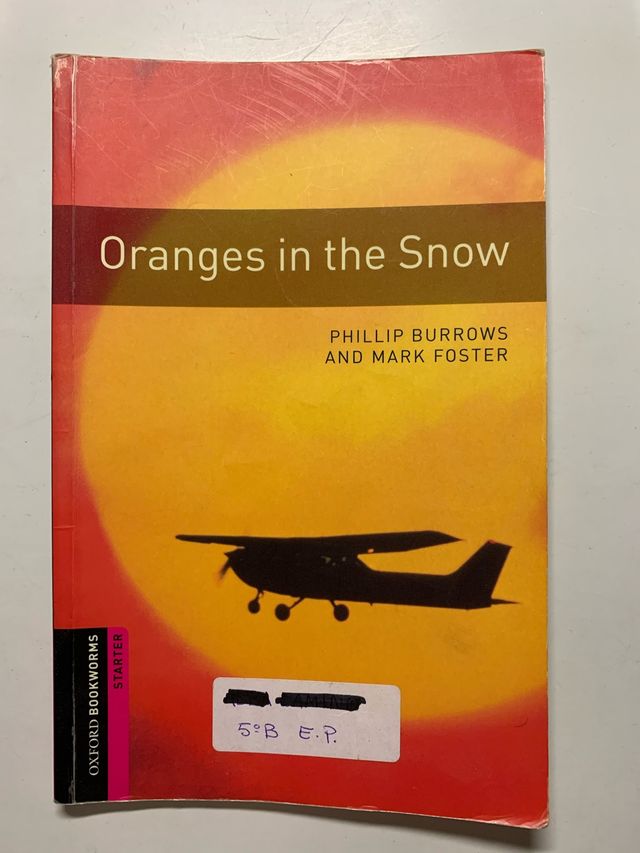 Oranges in the Snow
PHILLIP BURROWS
AND MARK FOSTER
OXFORD BOOKWORMS
STARTER
5ºB E.P.